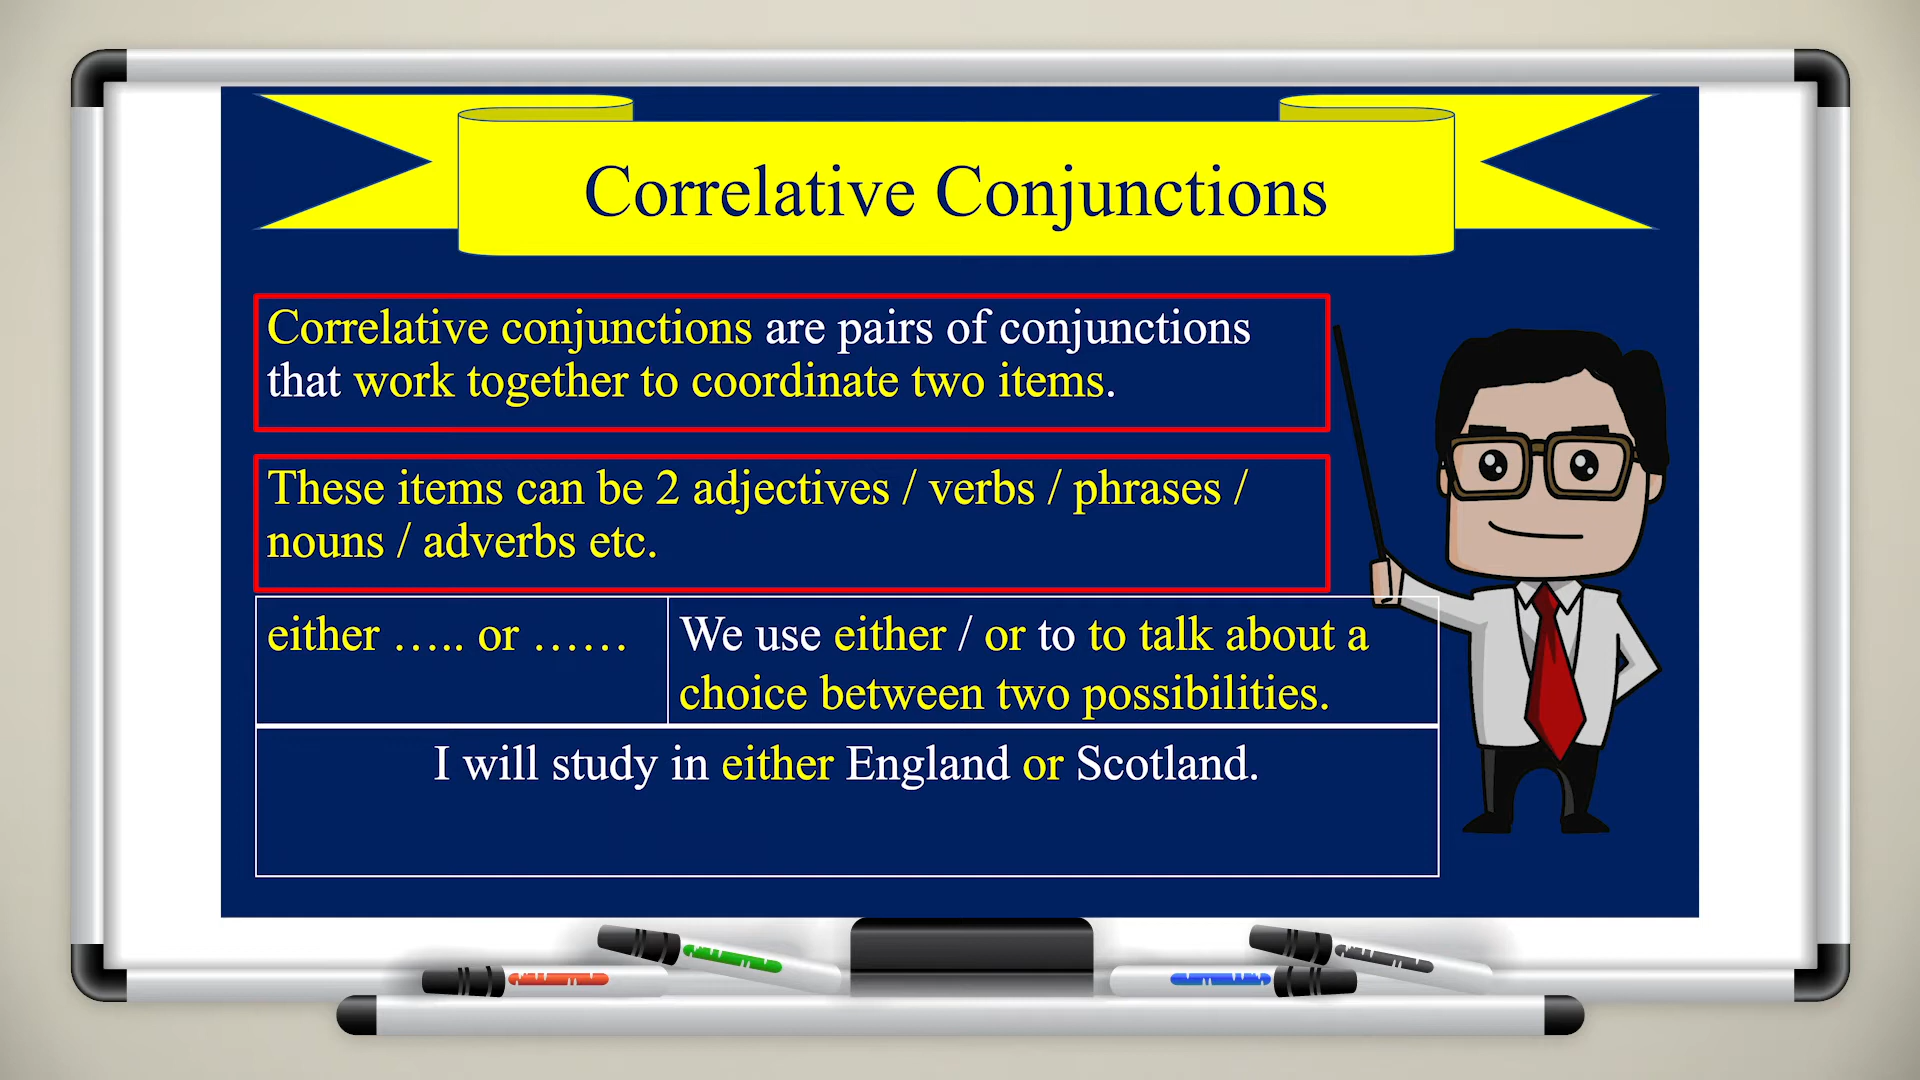 Correlative Conjunctions
Correlative conjunctions are pairs of conjunctions
that work together to coordinate two items.
These items can be 2 adjectives / verbs / phrases /
nouns / adverbs etc.
either ..... or ......
We use either / or to to talk about a
choice between two possibilities.
I will study in either England or Scotland.